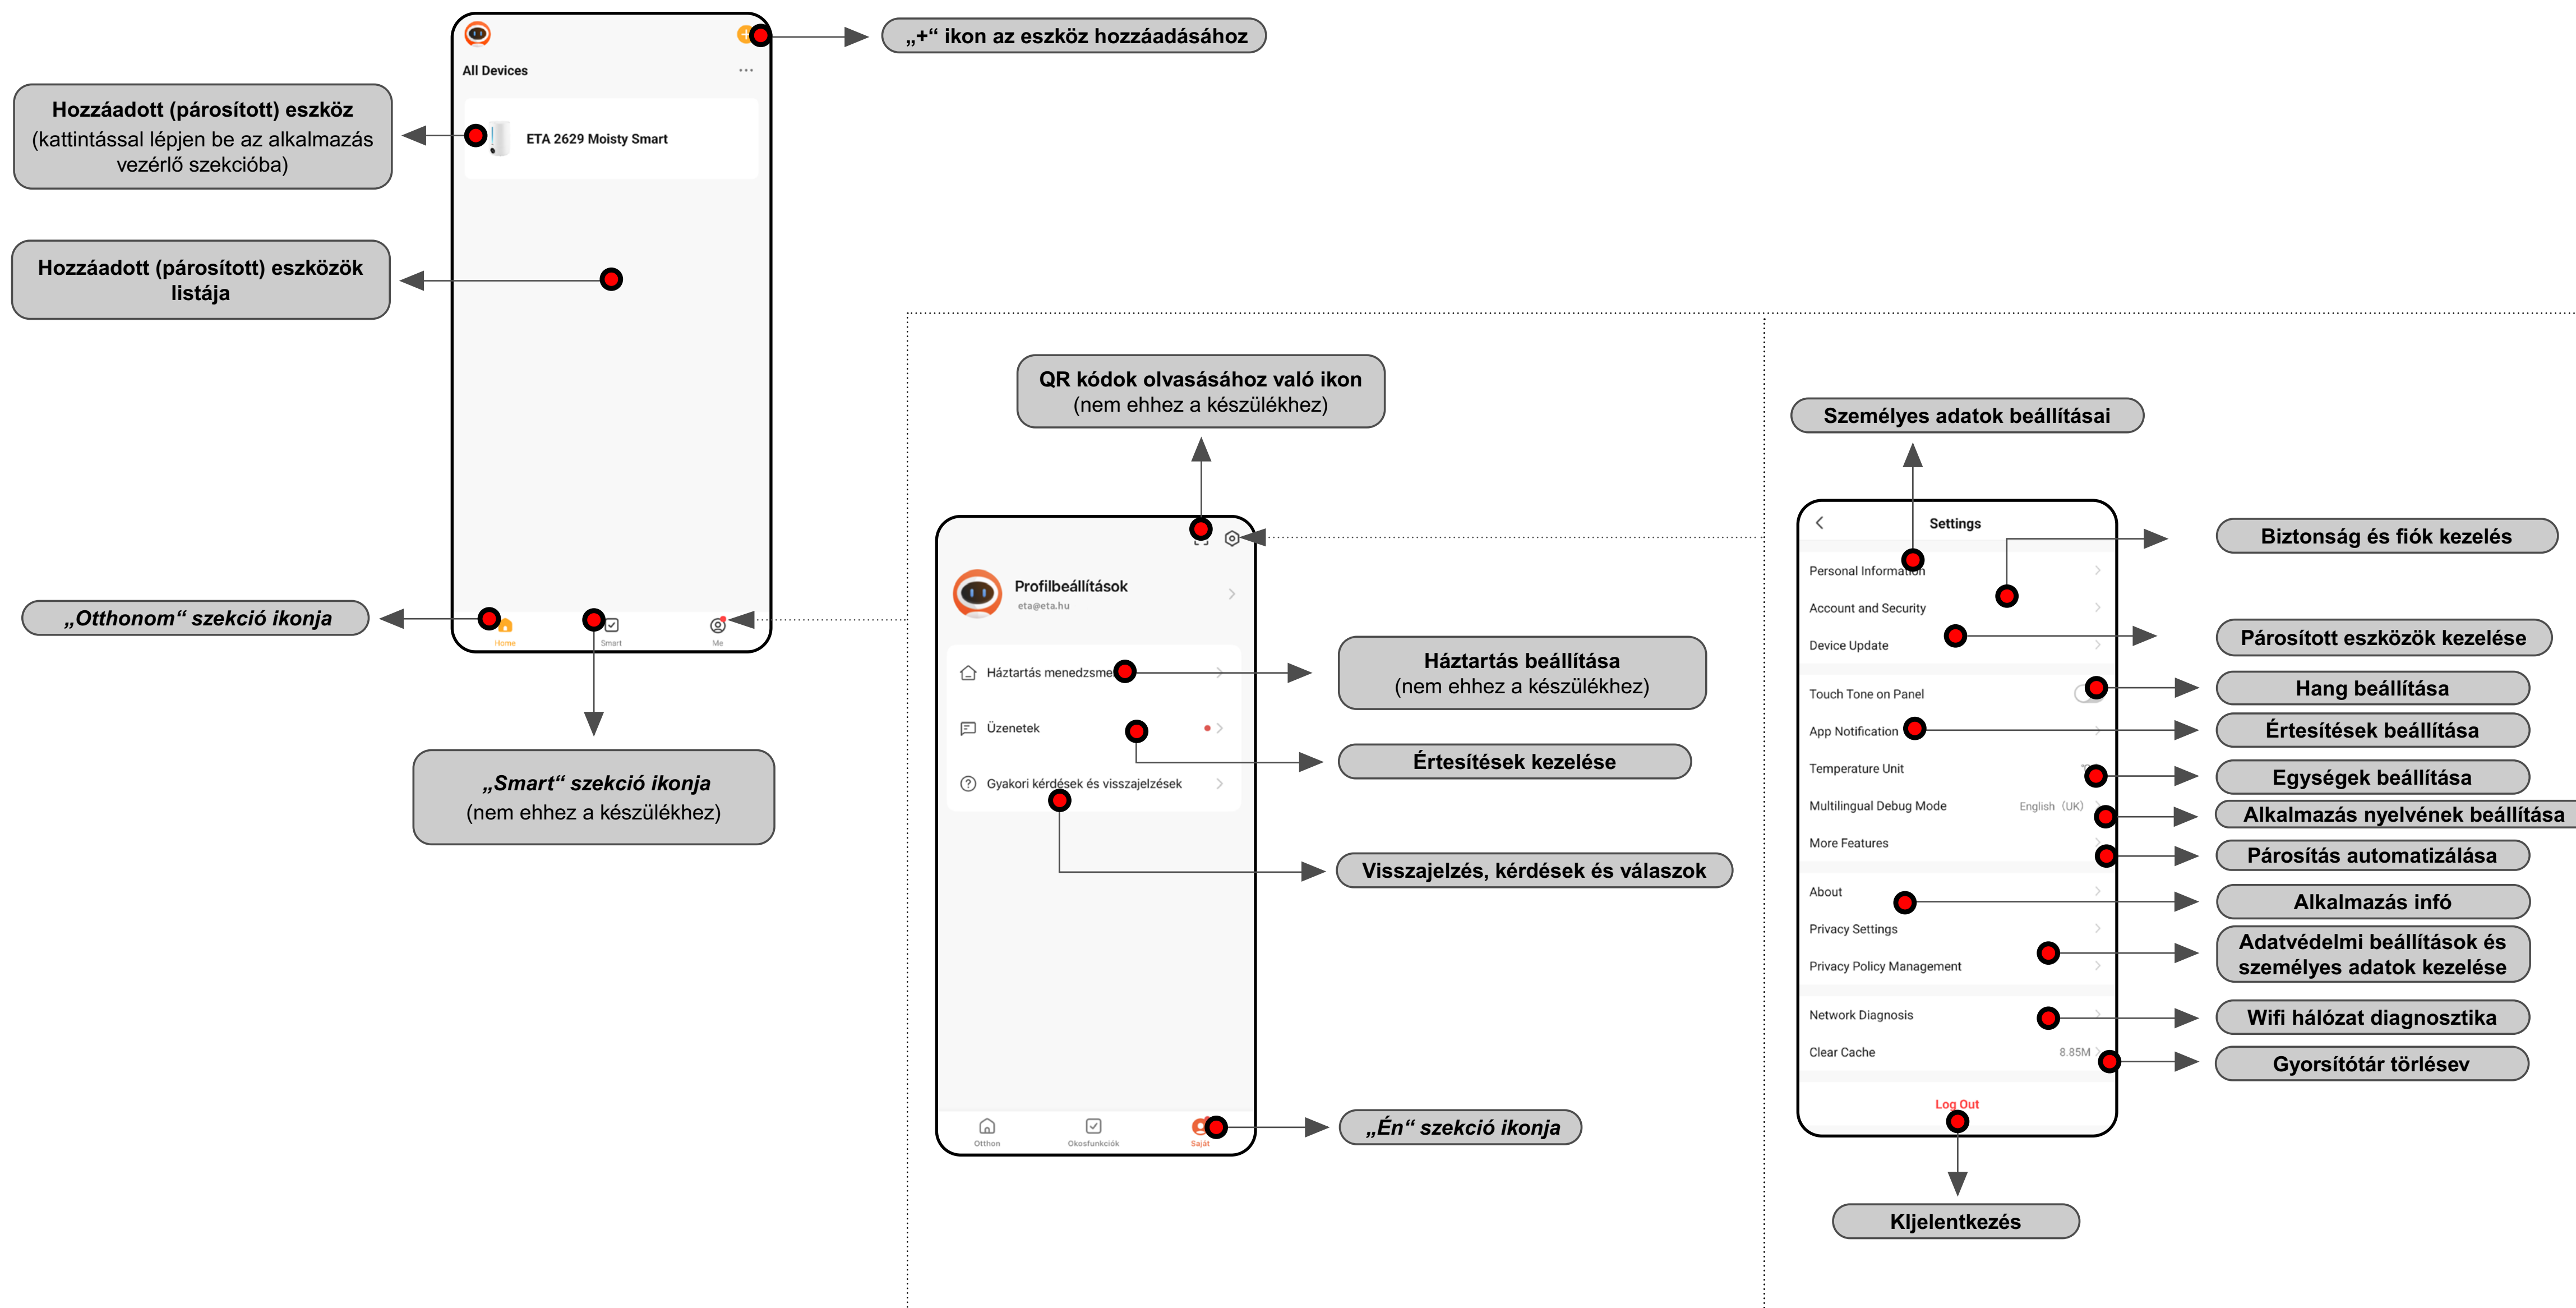 „+“ ikon az eszköz hozzáadásához
All Devices
Hozzáadott (párosított) eszköz
(kattintással lépjen be az alkalmazás
vezérlő szekcióba)
ETA 2629 Moisty Smart
Hozzáadott (párosított) eszközök
listája
„Otthonom“ szekció ikonja
Home
Smart
Me
„Smart“ szekció ikonja
(nem ehhez a készülékhez)
QR kódok olvasásához való ikon
(nem ehhez a készülékhez)
Profilbeállítások
eta@eta.hu
Háztartás menedzsme
Háztartás beállítása
(nem ehhez a készülékhez)
Üzenetek
Értesítések kezelése
Gyakori kérdések és visszajelzések
Visszajelzés, kérdések és válaszok
Otthon
Okosfunkciók
Saját
„Én“ szekció ikonja
Személyes adatok beállításai
Settings
Personal Information
Biztonság és fiók kezelés
Account and Security
Device Update
Párosított eszközök kezelése
Touch Tone on Panel
Hang beállítása
App Notification
Értesítések beállítása
Temperature Unit
Egységek beállítása
Multilingual Debug Mode
English (UK)
Alkalmazás nyelvének beállítása
More Features
Párosítás automatizálása
About
Alkalmazás infó
Privacy Settings
Adatvédelmi beállítások és
személyes adatok kezelése
Privacy Policy Management
Network Diagnosis
Wifi hálózat diagnosztika
Clear Cache
8.85M
Gyorsítótár törlésev
Log Out
KIjelentkezés